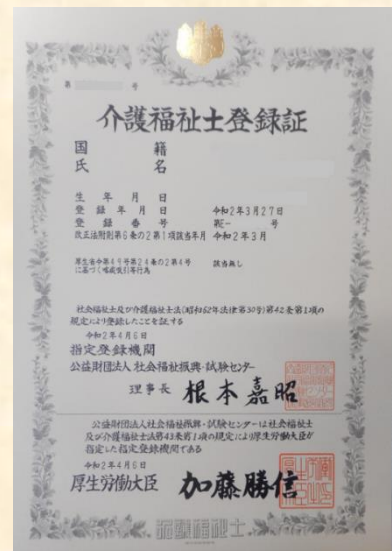 第 号
介護福祉士登録証
国 籍
氏 名
生 年 月 日
登 録 年 月 日 令和2年3月27日
登 録 番 号 第E- 号
改正法附則第6条の2第1項該当年月 令和2年3月
厚生省令第49号第24条の2第4号 該当無し
に基づく喀痰吸引等行為
社会福祉士及び介護福祉士法(昭和62年法律第30号)第42条第1項の
規定により登録したことを証する
令和2年4月6日
指定登録機関
公益財団法人 社会福祉振興・試験センター
理事長 根本嘉昭
公益財団法人社会福祉振興・試験センターは社会福祉士
及び介護福祉士法第43条第1項の規定により厚生労働大臣が
指定した指定登録機関である
令和2年4月6日
厚生労働大臣 加藤勝信
介護福祉士